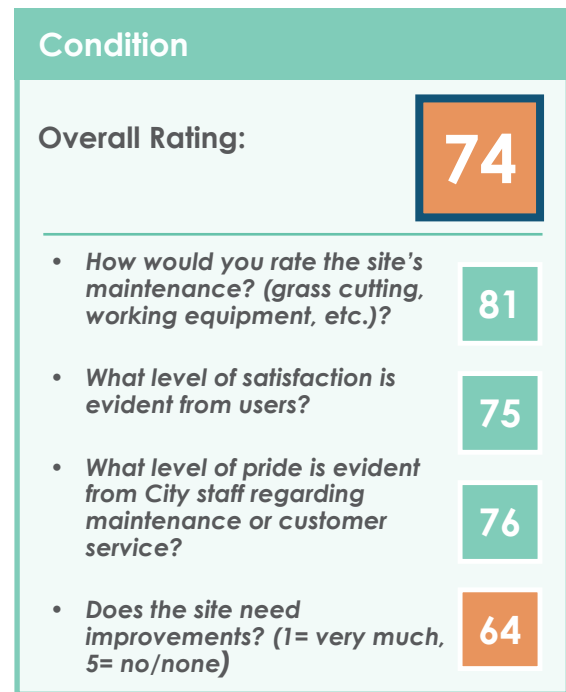 Condition
Overall Rating:
74
• How would you rate the site's
maintenance? (grass cutting,
working equipment, etc.)?
81
• What level of satisfaction is
evident from users?
75
• What level of pride is evident
from City staff regarding
maintenance or customer
service?
76
• Does the site need
improvements? (1= very much,
5= no/none)
64